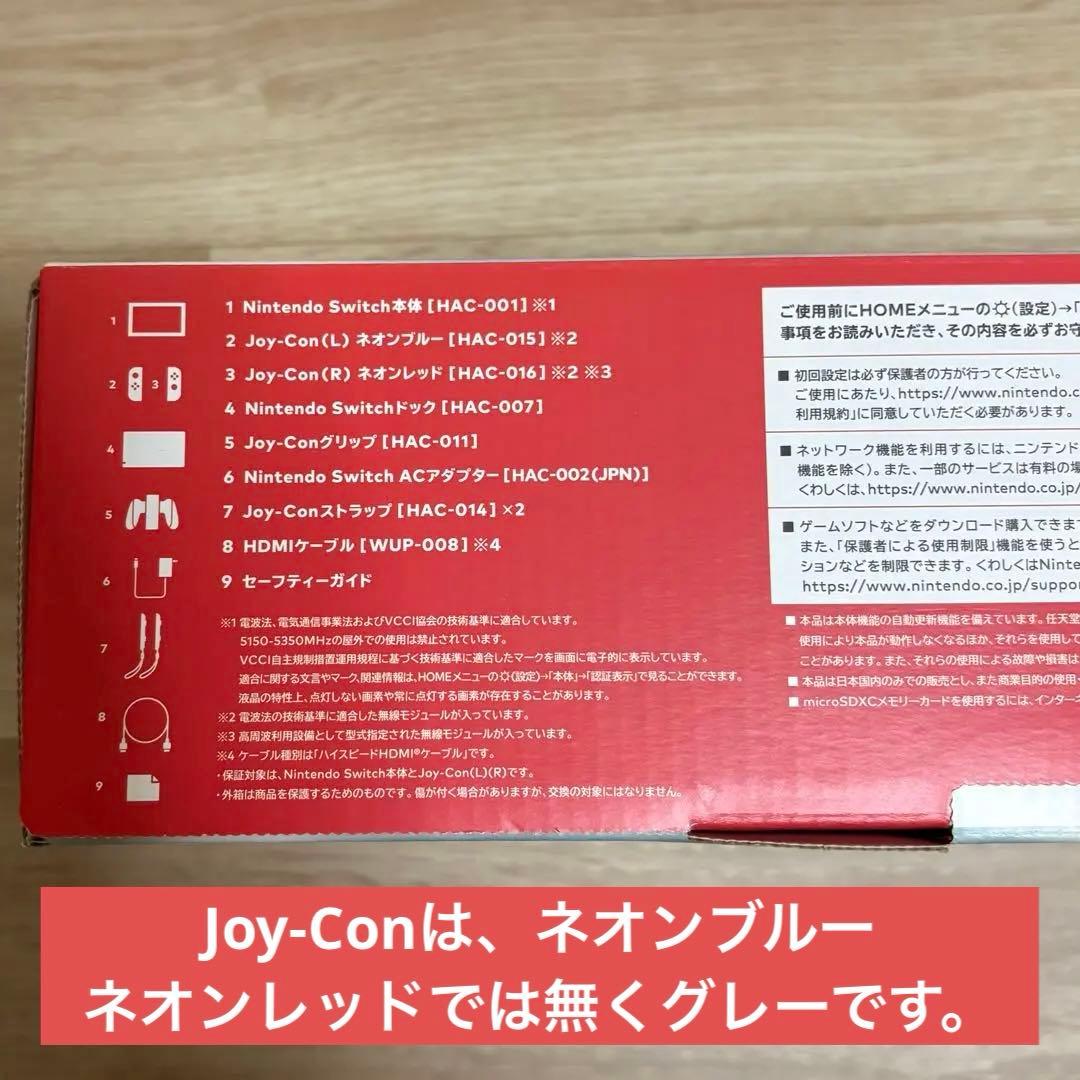 1 Nintendo Switch本体 [HAC-001] ※1
2 Joy-Con(L) ネオンブルー [HAC-015] ※2
3 Joy-Con(R) ネオンレッド [HAC-016] ※2 ※3
4 Nintendo Switchドック [HAC-007]
5 Joy-Conグリップ [HAC-011]
6 Nintendo Switch ACアダプター [HAC-002(JPN)]
7 Joy-Conストラップ [HAC-014] ×2
8 HDMIケーブル [WUP-008] ※4
9 セーフティーガイド
1
2 3
4
5
6
7
8
9
※1 電波法、電気通信事業法およびVCCI協会の技術基準に適合しています。
5150-5350MHzの屋外での使用は禁止されています。
VCCI自主規制措置運用規程に基づく技術基準に適合したマークを画面に電子的に表示しています。
適合に関する文言やマーク、関連情報は、HOMEメニューの(設定)→「本体」→「認証表示」で見ることができます。
液晶の特性上、点灯しない画素や常に点灯する画素が存在することがあります。
※2 電波法の技術基準に適合した無線モジュールが入っています。
※3 高周波利用設備として型式指定された無線モジュールが入っています。
※4 ケーブル種別は「ハイスピードHDMI®ケーブル」です。
・保証対象は、Nintendo Switch本体とJoy-Con(L)(R)です。
・外箱は商品を保護するためのものです。傷が付く場合がありますが、交換の対象にはなりません。
ご使用前にHOMEメニューの(設定)→「
事項をお読みいただき、その内容を必ずお守
■ 初回設定は必ず保護者の方が行ってください。
ご使用にあたり、https://www.nintendo.c
利用規約」に同意していただく必要があります。
■ ネットワーク機能を利用するには、ニンテンド
機能を除く)。また、一部のサービスは有料の場
くわしくは、https://www.nintendo.co.jp/
■ ゲームソフトなどをダウンロード購入できま
また、「保護者による使用制限」機能を使うと
ションなどを制限できます。くわしくはNinte
https://www.nintendo.co.jp/suppo
■ 本品は本体機能の自動更新機能を備えています。任天堂
使用により本品が動作しなくなるほか、それらを使用して
ことがあります。また、それらの使用による故障や損害は
■ 本品は日本国内のみでの販売とし、また商業目的の使用
■ microSDXCメモリーカードを使用するには、インターネ
Joy-Conは、ネオンブルー
ネオンレッドでは無くグレーです。